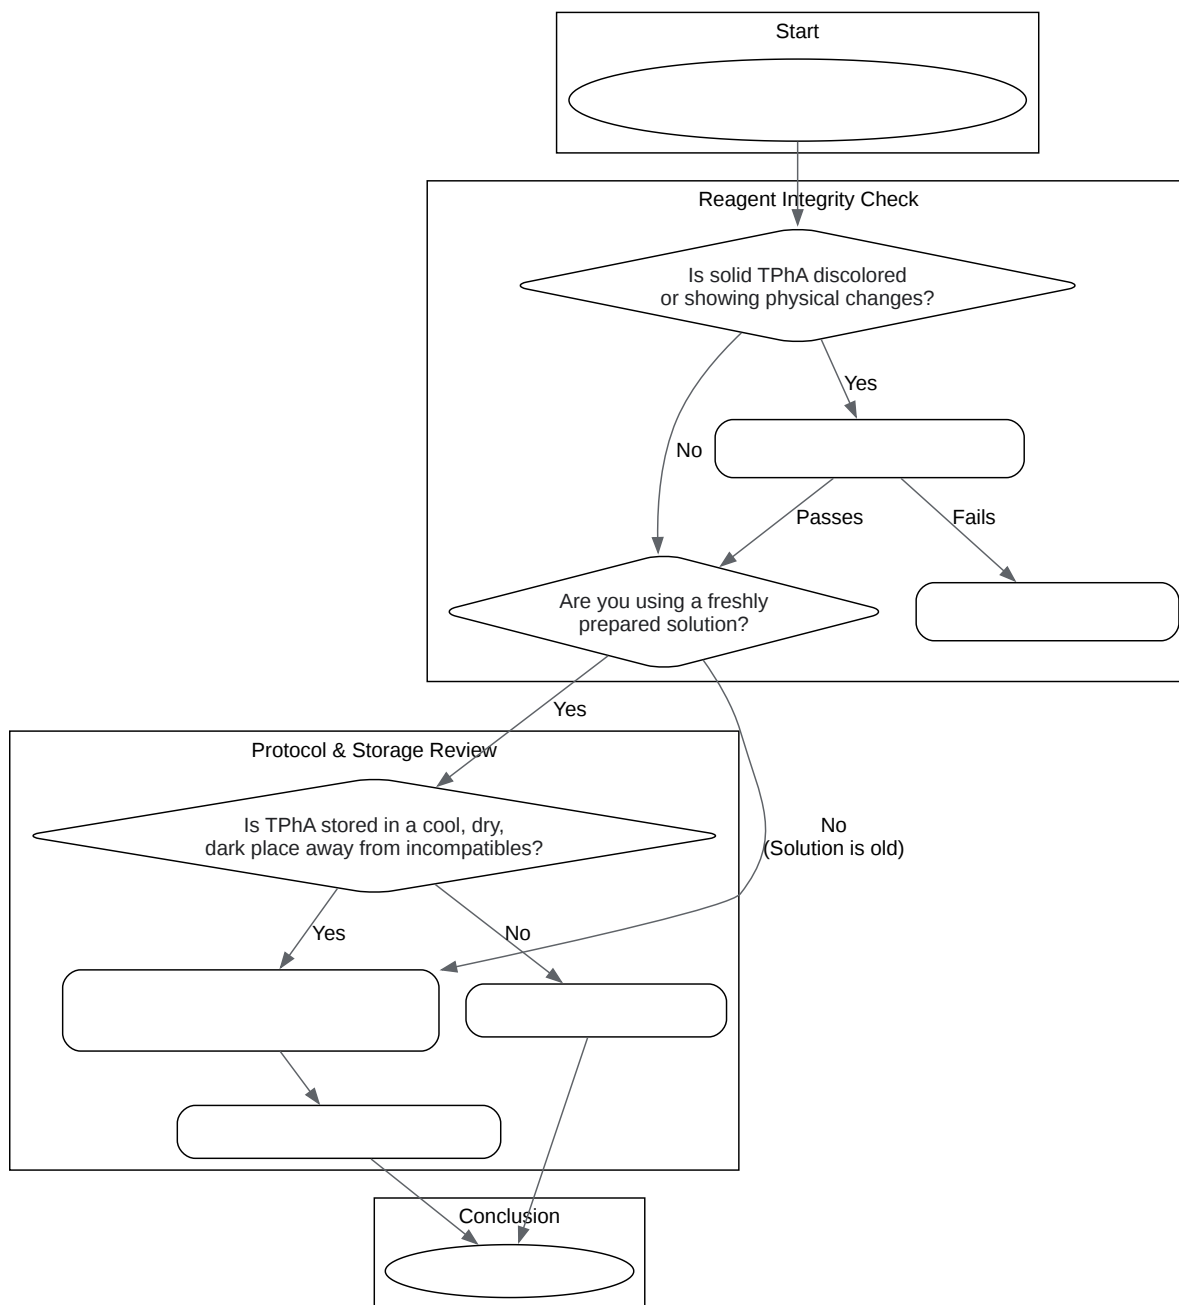 Start
Reagent Integrity Check
Is solid TPhA discolored
or showing physical changes?
Yes
No
Passes
Fails
Are you using a freshly
prepared solution?
Yes
Protocol & Storage Review
Is TPhA stored in a cool, dry,
dark place away from incompatibles?
No
(Solution is old)
Yes
No
Conclusion